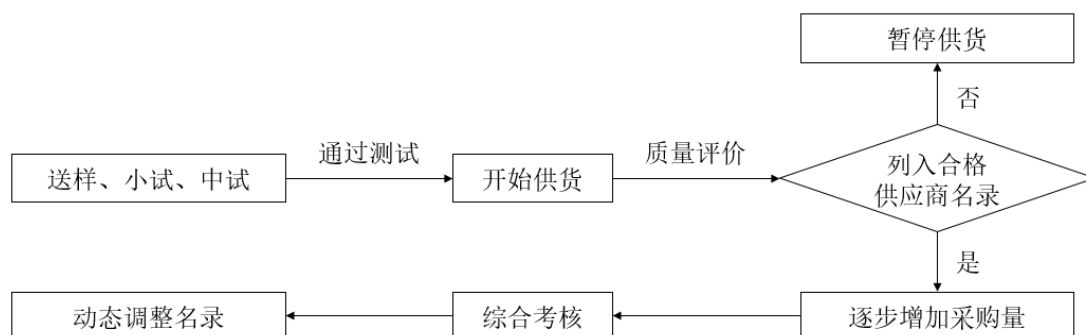 暂停供货
否
送样、小试、中试
通过测试
开始供货
质量评价
列入合格
供应商名录
是
动态调整名录
综合考核
逐步增加采购量